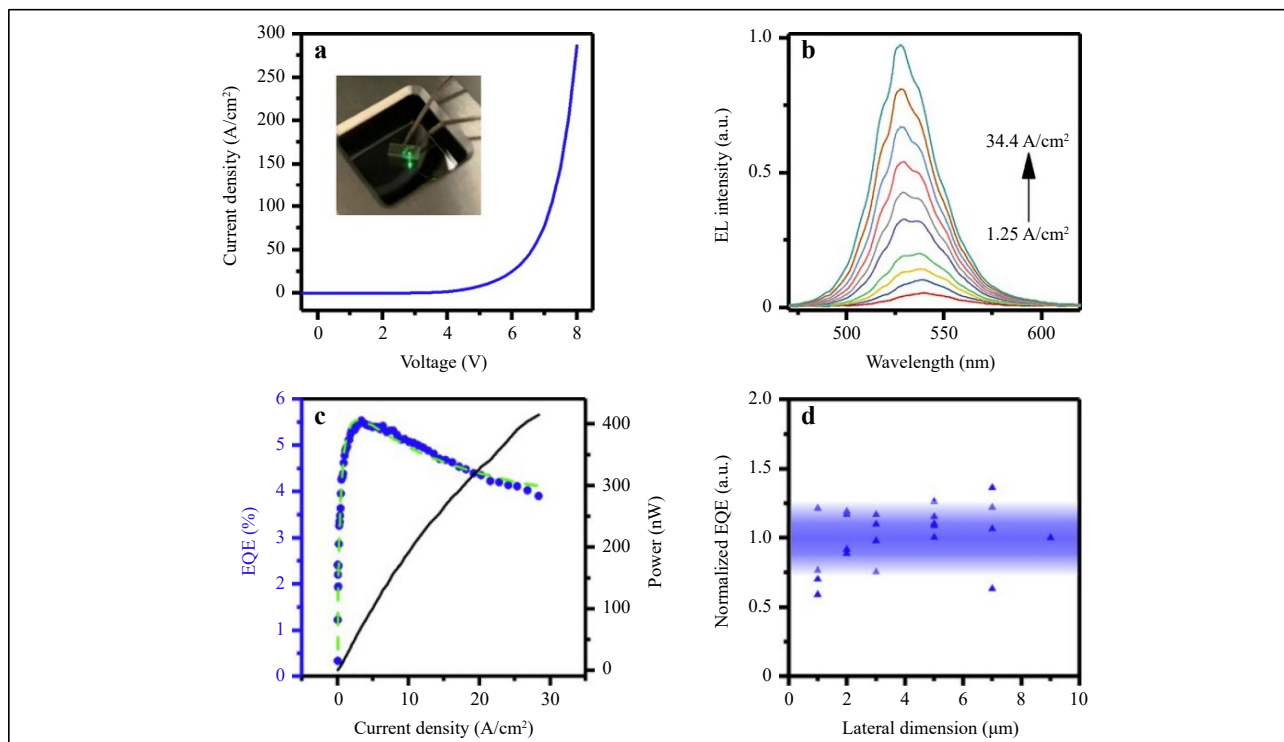 a
300
250
200
150
100
50
0
Current density (A/cm²)
0 2 4 6 8
Voltage (V)
b
1.0
0.5
0
EL intensity (a.u.)
34.4 A/cm²
1.25 A/cm²
500 550 600
Wavelength (nm)
c
6
5
4
3
2
1
0
EQE (%)
400
300
200
100
0
Power (nW)
0 10 20 30
Current density (A/cm²)
d
2.0
1.5
1.0
0.5
0
Normalized EQE (a.u.)
0 2 4 6 8 10
Lateral dimension (μm)